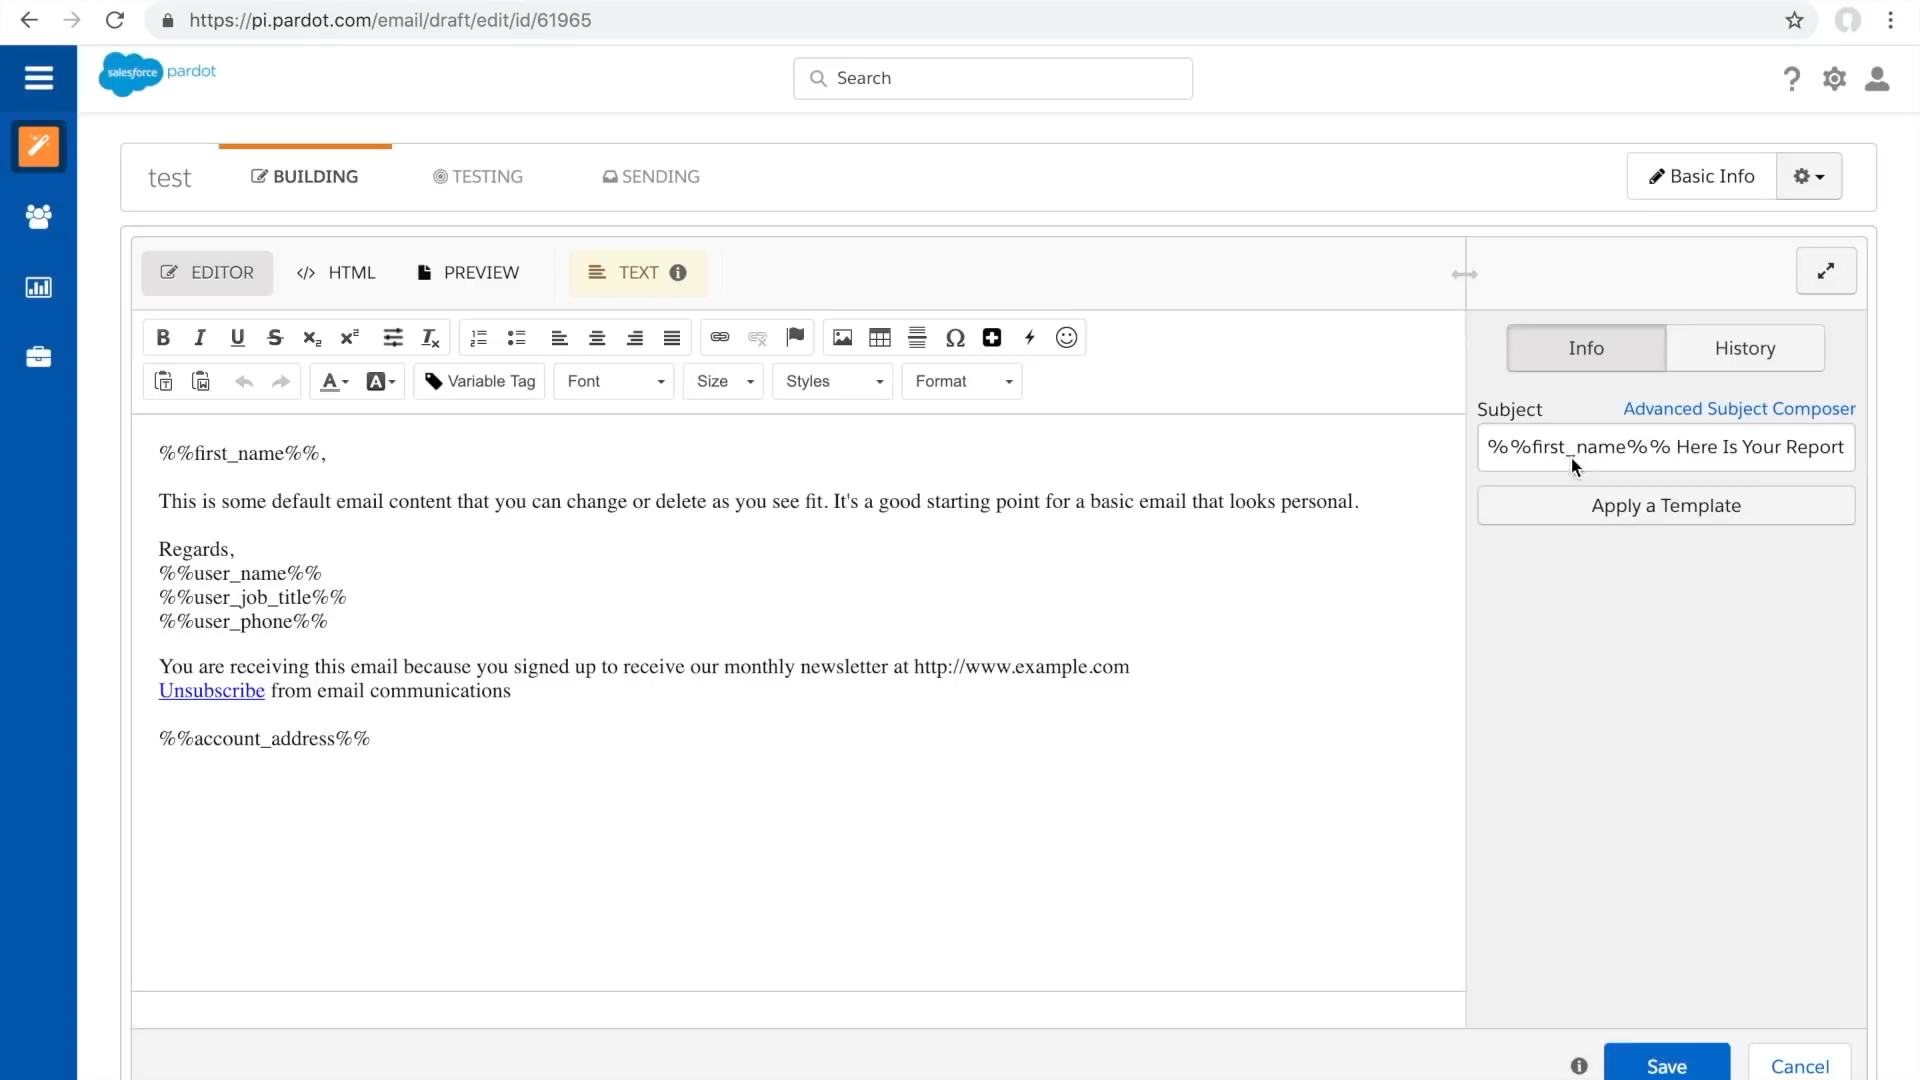 https://pi.pardot.com/email/draft/edit/id/61965
salesforce pardot
Search
test
BUILDING
TESTING
SENDING
Basic Info
EDITOR
HTML
PREVIEW
TEXT
Variable Tag
Font
Size
Styles
Format
%%first_name%%,
This is some default email content that you can change or delete as you see fit. It's a good starting point for a basic email that looks personal.
Regards,
%%user_name%%
%%user_job_title%%
%%user_phone%%
You are receiving this email because you signed up to receive our monthly newsletter at http://www.example.com
Unsubscribe from email communications
%%account_address%%
Info
History
Subject
Advanced Subject Composer
%%first_name%% Here Is Your Report
Apply a Template
Save
Cancel